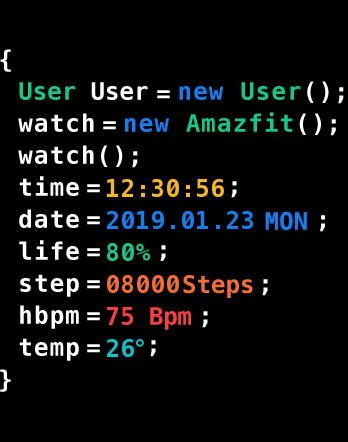 {
User User = new User();
watch = new Amazfit();
watch();
time = 12:30:56;
date = 2019.01.23 MON ;
life = 80% ;
step = 08000Steps ;
hbpm = 75 Bpm ;
temp = 26° ;
}